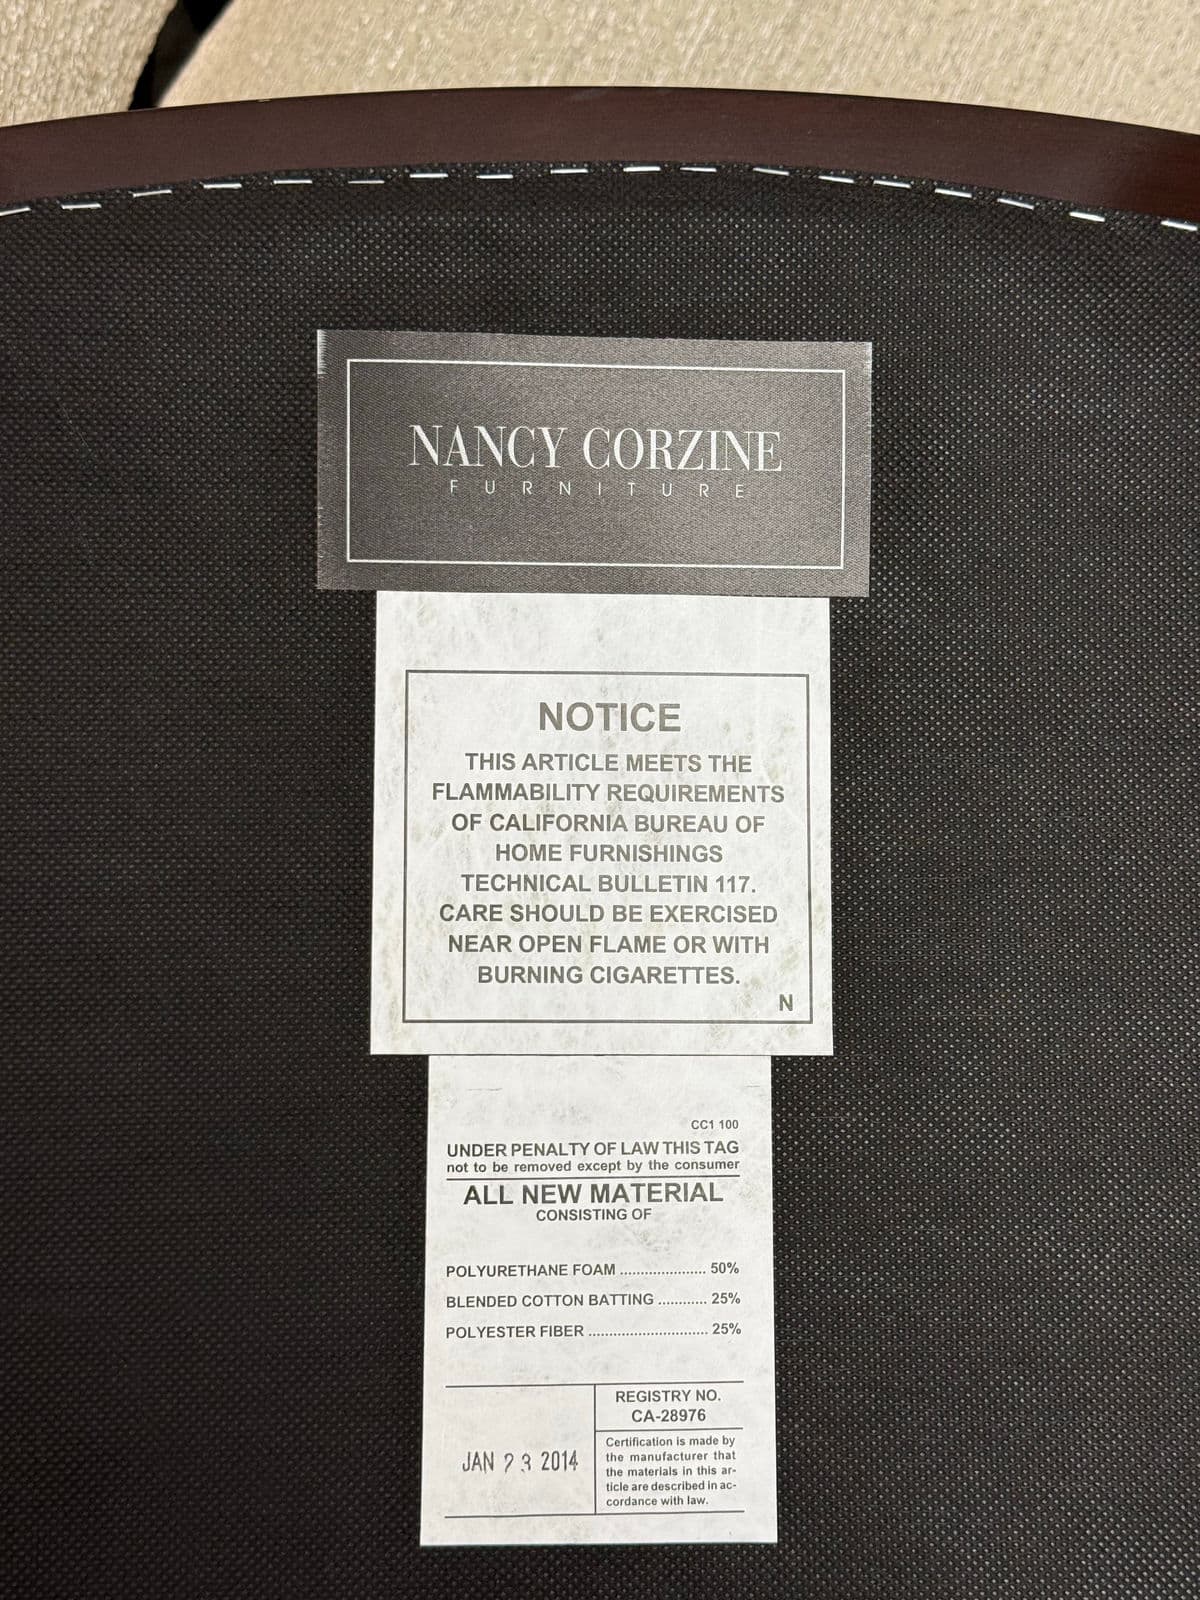 NANCY CORZINE
FURNITURE
NOTICE
THIS ARTICLE MEETS THE
FLAMMABILITY REQUIREMENTS
OF CALIFORNIA BUREAU OF
HOME FURNISHINGS
TECHNICAL BULLETIN 117.
CARE SHOULD BE EXERCISED
NEAR OPEN FLAME OR WITH
BURNING CIGARETTES.
N
CC1 100
UNDER PENALTY OF LAW THIS TAG
not to be removed except by the consumer
ALL NEW MATERIAL
CONSISTING OF
POLYURETHANE FOAM ..................... 50%
BLENDED COTTON BATTING ............ 25%
POLYESTER FIBER ............................. 25%
REGISTRY NO.
CA-28976
JAN 23 2014
Certification is made by
the manufacturer that
the materials in this ar-
ticle are described in ac-
cordance with law.